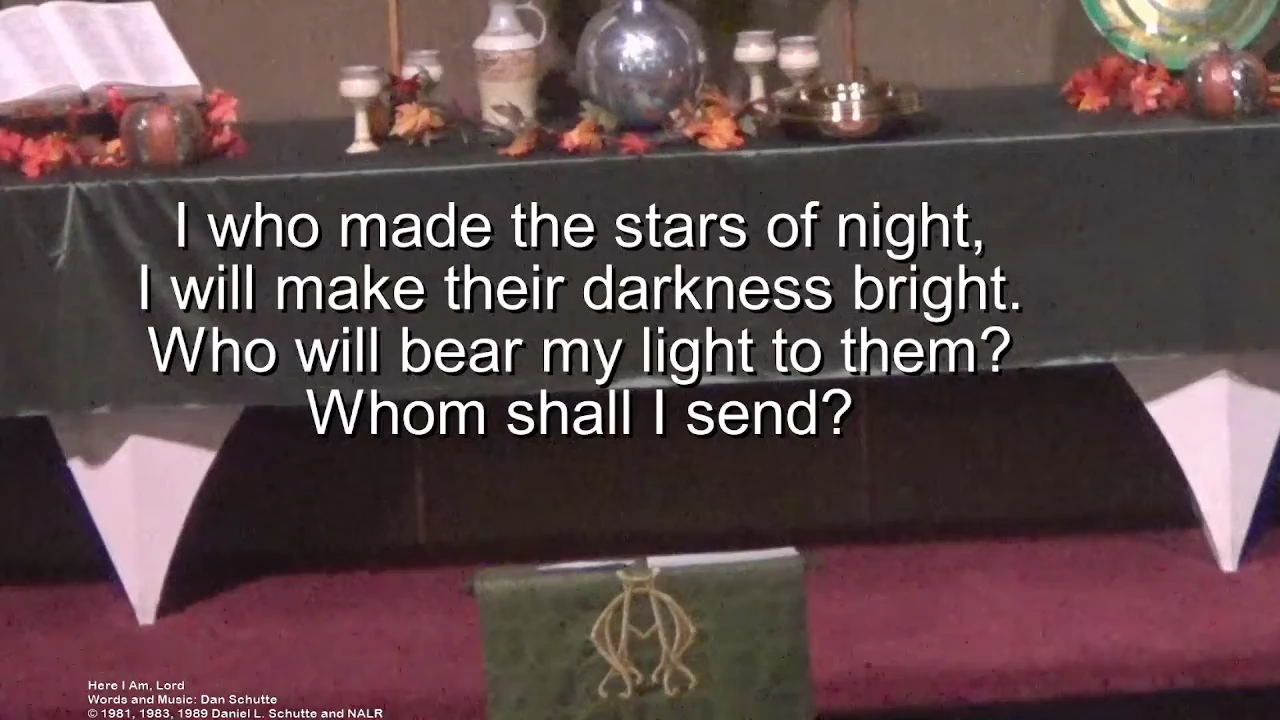 I who made the stars of night,
I will make their darkness bright.
Who will bear my light to them?
Whom shall I send?
Here I Am, Lord
Words and Music: Dan Schutte
© 1981, 1983, 1989 Daniel L. Schutte and NALR